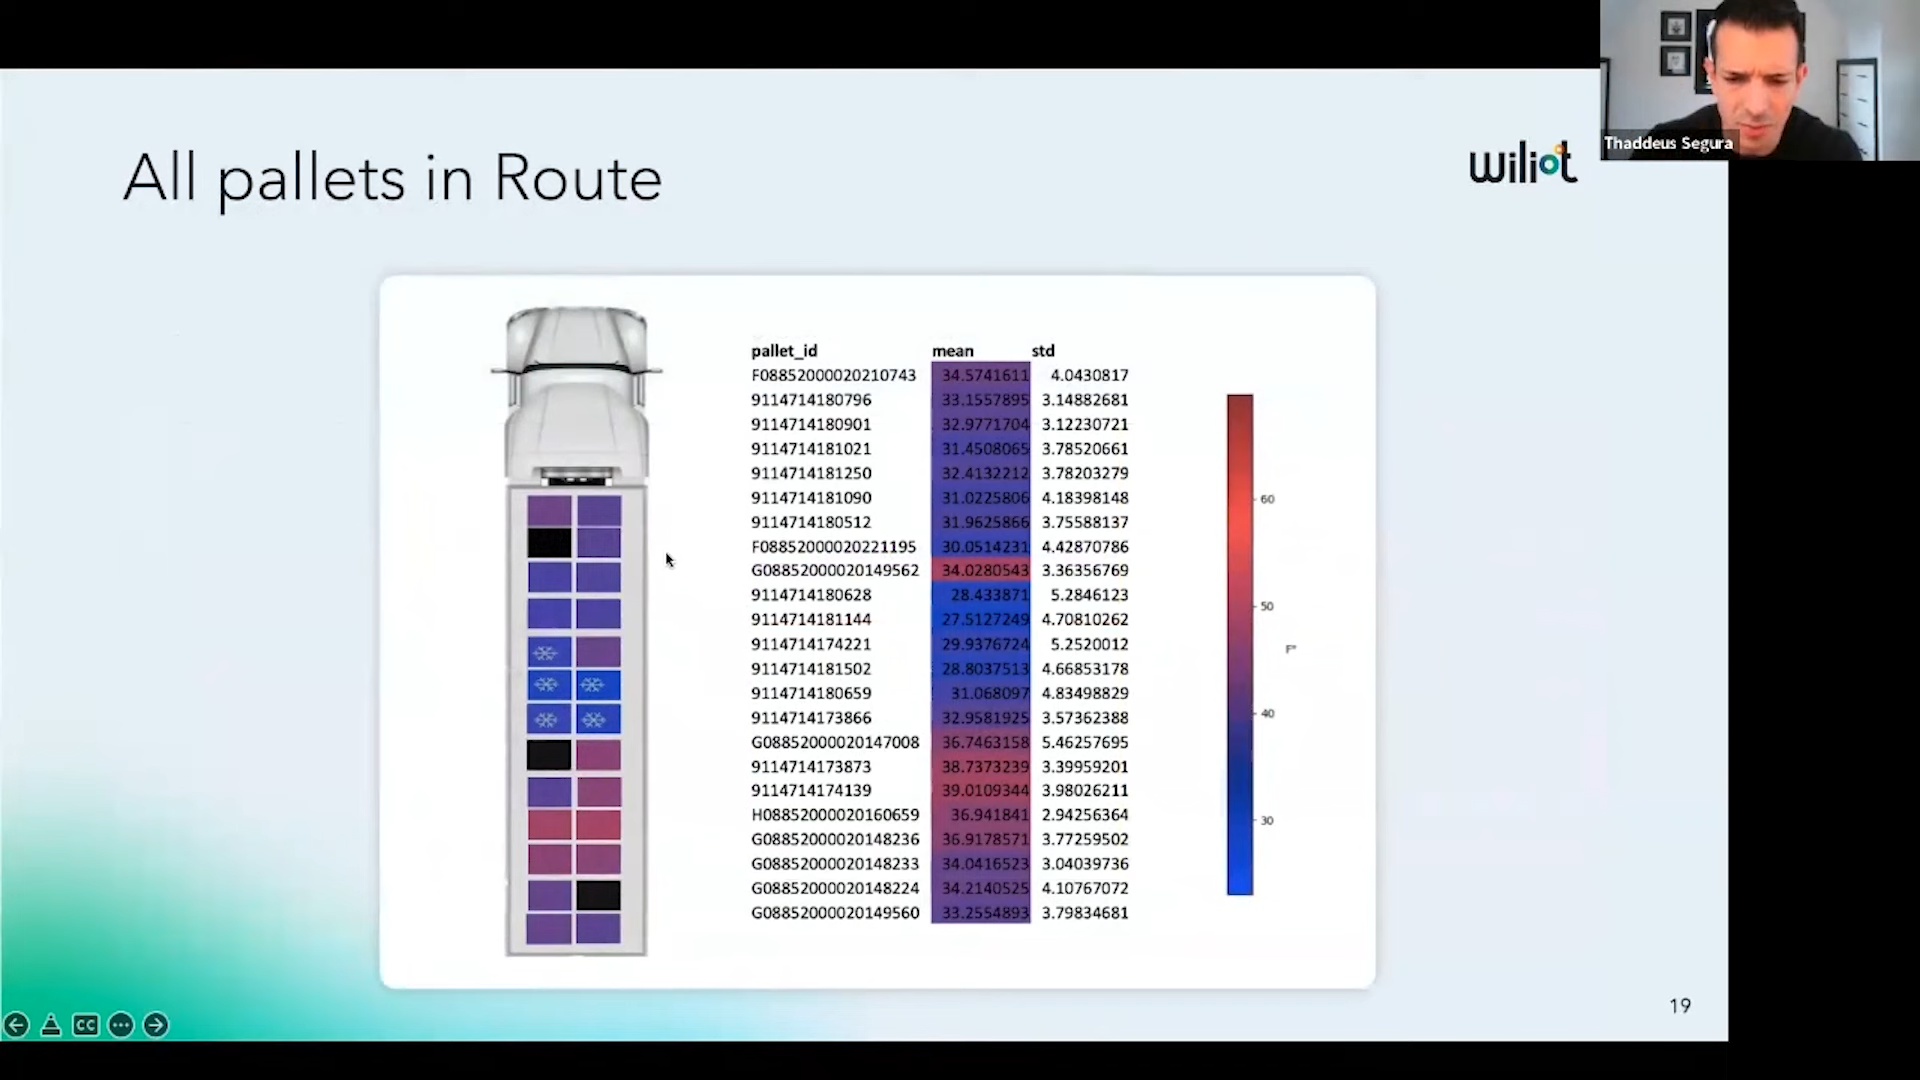 Thaddeus Segura
All pallets in Route
wiliot
pallet_id mean std
F08852000020210743 34.5741611 4.0430817
9114714180796 33.1557895 3.14882681
9114714180901 32.9771704 3.12230721
9114714181021 31.4508065 3.78520661
9114714181250 32.4132212 3.78203279
9114714181090 31.0225806 4.18398148
9114714180512 31.9625866 3.75588137
F08852000020221195 30.0514231 4.42870786
G08852000020149562 34.0280543 3.36356769
9114714180628 28.433871 5.2846123
9114714181144 27.5127249 4.70810262
9114714174221 29.9376724 5.2520012
9114714181502 28.8037513 4.66853178
9114714180659 31.068097 4.83498829
9114714173866 32.9581925 3.57362388
G08852000020147008 36.7463158 5.46257695
9114714173873 38.7373239 3.39959201
9114714174139 39.0109344 3.98026211
H08852000020160659 36.941841 2.94256364
G08852000020148236 36.9178571 3.77259502
G08852000020148233 34.0416523 3.04039736
G08852000020148224 34.2140525 4.10767072
G08852000020149560 33.2554893 3.79834681
60
50
40
30
19
CC